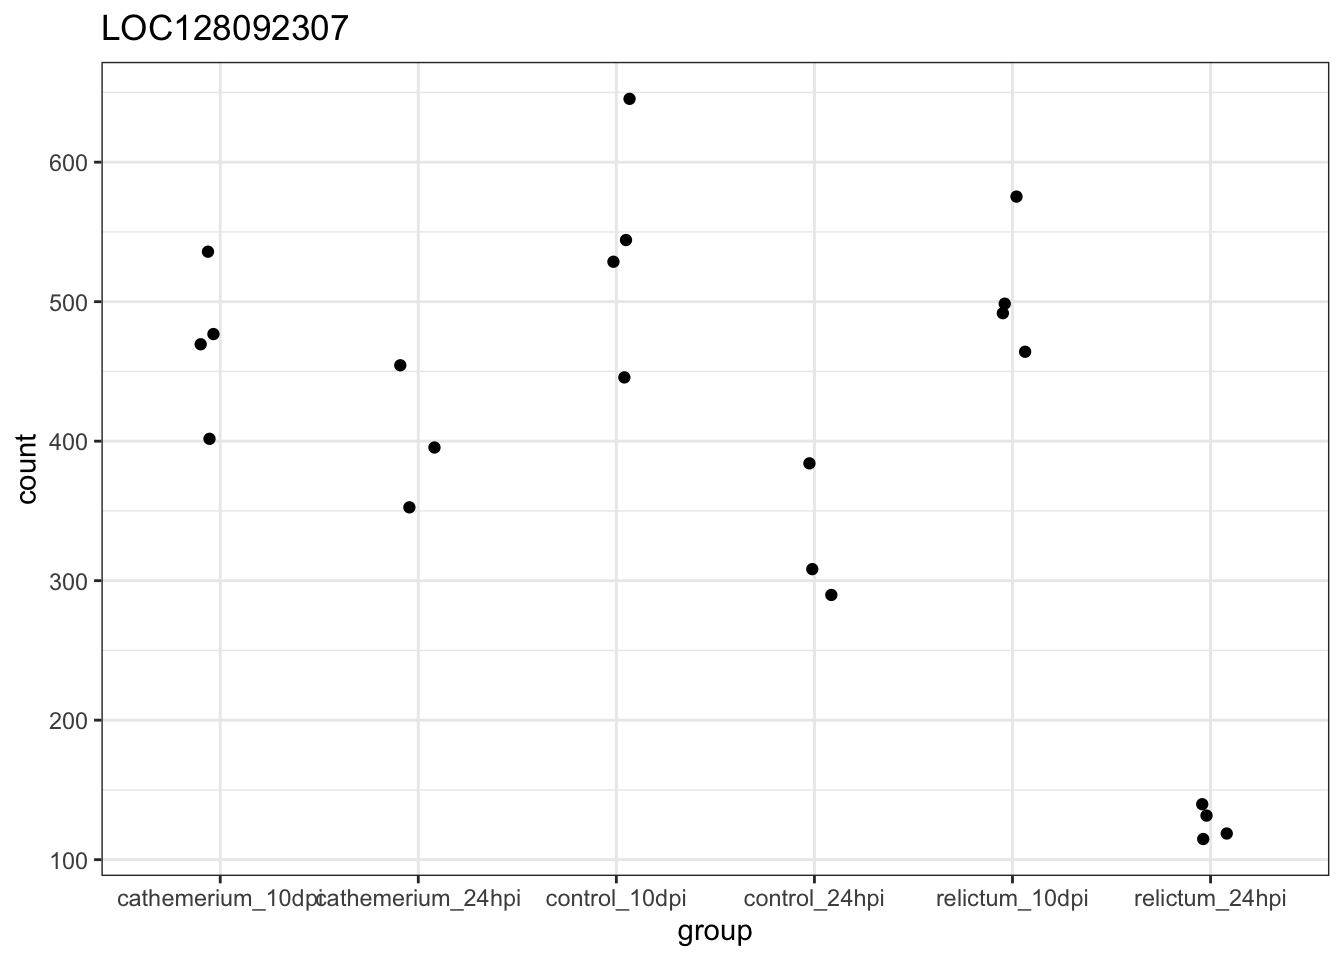 LOC128092307
count
600
500
400
300
200
100
cathemerium_10dpi cathemerium_24hpi control_10dpi control_24hpi relictum_10dpi relictum_24hpi
group